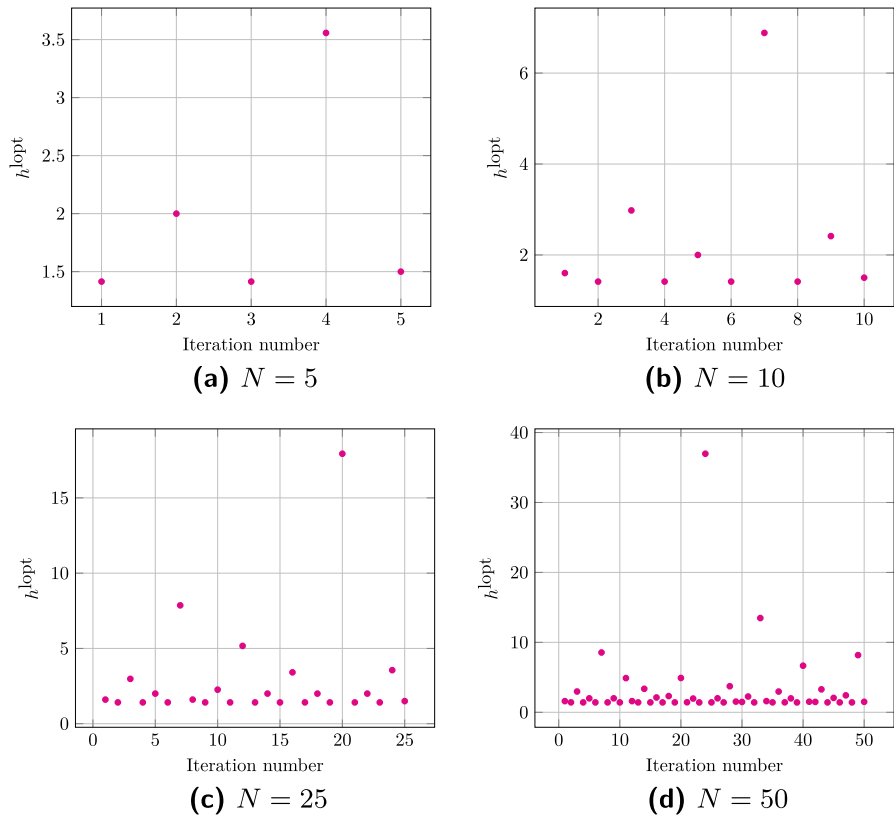 3.5
3
2.5
2
1.5
h^lopt
1 2 3 4 5
Iteration number
(a) N = 5
6
4
2
h^lopt
2 4 6 8 10
Iteration number
(b) N = 10
15
10
5
0
h^lopt
0 5 10 15 20 25
Iteration number
(c) N = 25
40
30
20
10
0
h^lopt
0 10 20 30 40 50
Iteration number
(d) N = 50